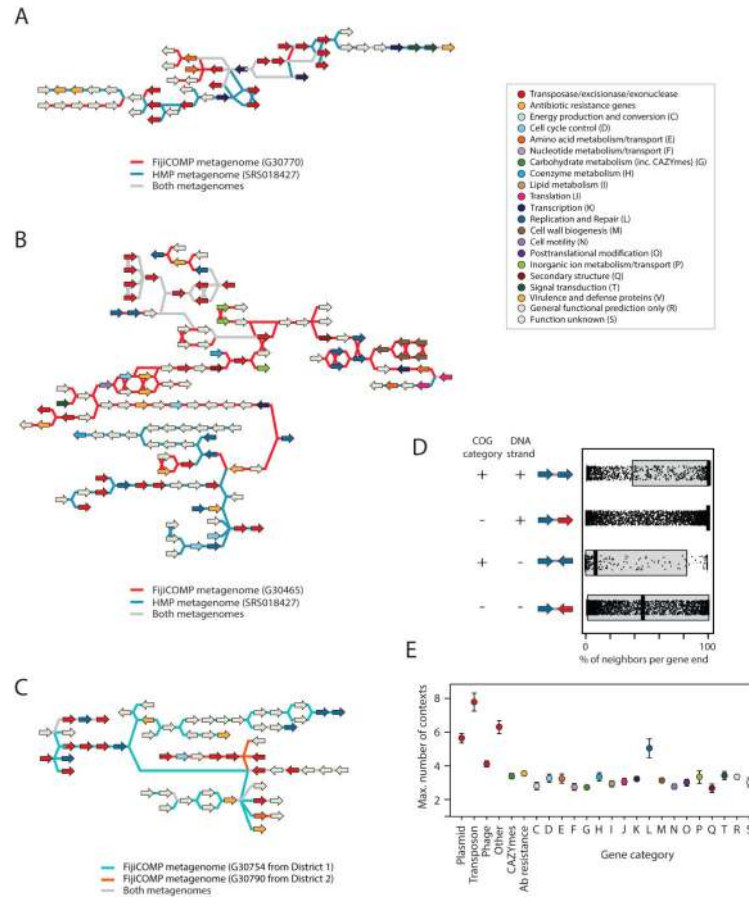 A
FijiCOMP metagenome (G30770)
HMP metagenome (SRS018427)
Both metagenomes
Transposase/excisionase/exonuclease
Antibiotic resistance genes
Energy production and conversion (C)
Cell cycle control (D)
Amino acid metabolism/transport (E)
Nucleotide metabolism/transport (F)
Carbohydrate metabolism (inc. CAZYmes) (G)
Coenzyme metabolism (H)
Lipid metabolism (I)
Translation (J)
Transcription (K)
Replication and Repair (L)
Cell wall biogenesis (M)
Cell motility (N)
Posttranslational modification (O)
Inorganic ion metabolism/transport (P)
Secondary structure (Q)
Signal transduction (T)
Virulence and defense proteins (V)
General functional prediction only (R)
Function unknown (S)
B
FijiCOMP metagenome (G30465)
HMP metagenome (SRS018427)
Both metagenomes
C
FijiCOMP metagenome (G30754 from District 1)
FijiCOMP metagenome (G30790 from District 2)
Both metagenomes
D
COG category
DNA strand
+ +
- +
+ -
- -
0 100
% of neighbors per gene end
E
Max. number of contexts
8
6
4
2
Plasmid
Transposon
Phage
Other
CAZYmes
Ab resistance
C D E F G H I J K L M N O P Q T R S
Gene category